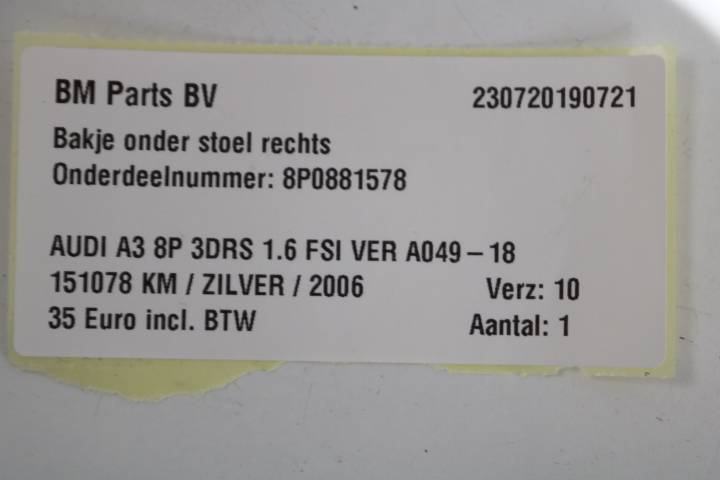 BM Parts BV 230720190721
Bakje onder stoel rechts
Onderdeelnummer: 8P0881578
AUDI A3 8P 3DRS 1.6 FSI VER A049 – 18
151078 KM / ZILVER / 2006 Verz: 10
35 Euro incl. BTW Aantal: 1